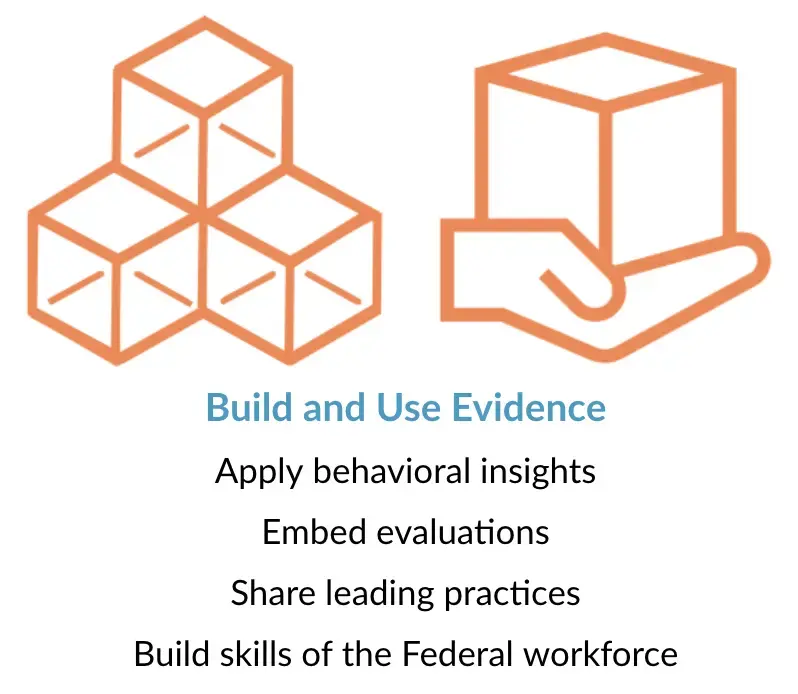 Build and Use Evidence
Apply behavioral insights
Embed evaluations
Share leading practices
Build skills of the Federal workforce